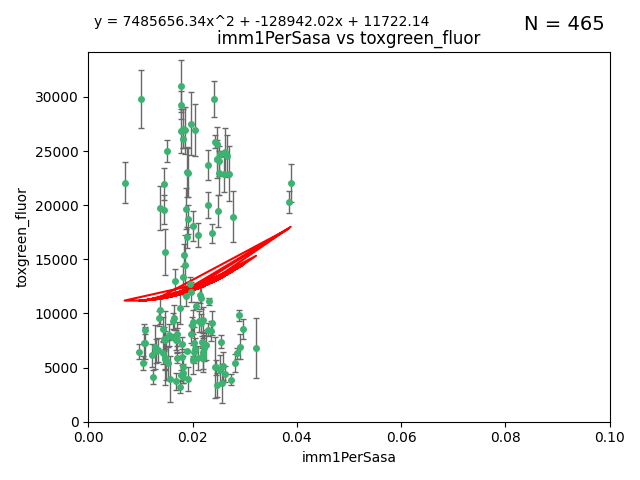 y = 7485656.34x^2 + -128942.02x + 11722.14
N = 465
imm1PerSasa vs toxgreen_fluor
toxgreen_fluor
30000
25000
20000
15000
10000
5000
0
0.00 0.02 0.04 0.06 0.08 0.10
imm1PerSasa